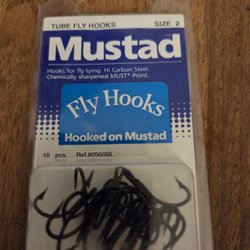 TUBE FLY HOOKS SIZE 2
Mustad
Hooks for fly-tying. Hi Carbon Steel.
Chemically sharpened MUST* Point.
Fly Hooks
Hooked on Mustad
10 pcs. Ref.60560BL